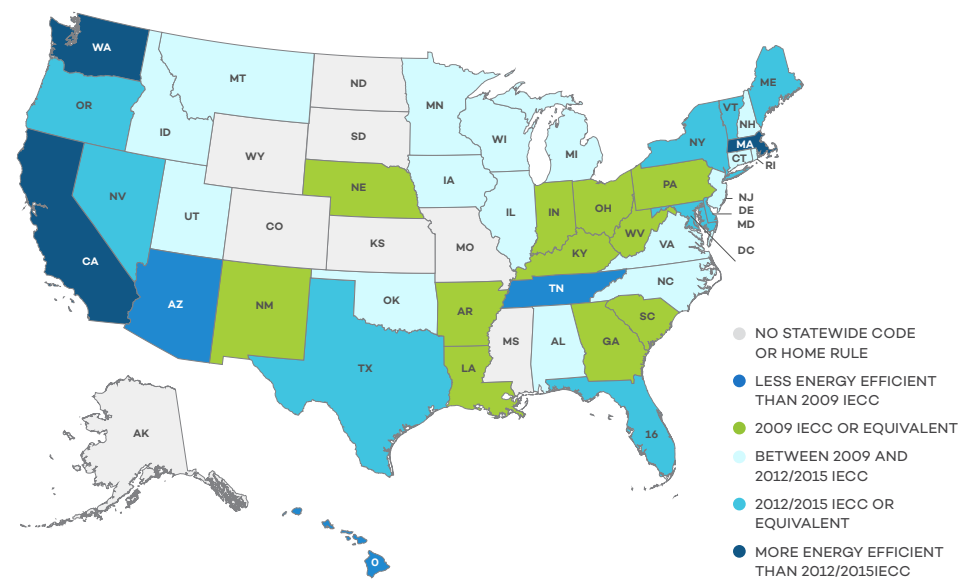 WA
MT
ND
MN
ME
OR
ID
SD
WI
VT
NH
NY
MA
WY
MI
CT
RI
NV
NE
IA
PA
UT
IL
IN
OH
NJ
DE
MD
CO
KS
MO
KY
WV
VA
DC
CA
AZ
NM
OK
AR
TN
NC
TX
LA
MS
AL
GA
SC
AK
16
0
NO STATEWIDE CODE
OR HOME RULE
LESS ENERGY EFFICIENT
THAN 2009 IECC
2009 IECC OR EQUIVALENT
BETWEEN 2009 AND
2012/2015 IECC
2012/2015 IECC OR
EQUIVALENT
MORE ENERGY EFFICIENT
THAN 2012/2015IECC